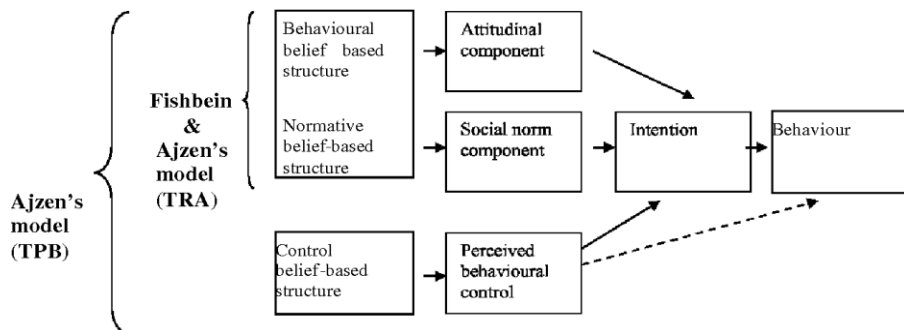 Ajzen's
model
(TPB)
Fishbein
&
Ajzen's
model
(TRA)
Behavioural
belief based
structure
Normative
belief-based
structure
Attitudinal
component
Social norm
component
Intention
Behaviour
Control
belief-based
structure
Perceived
behavioural
control